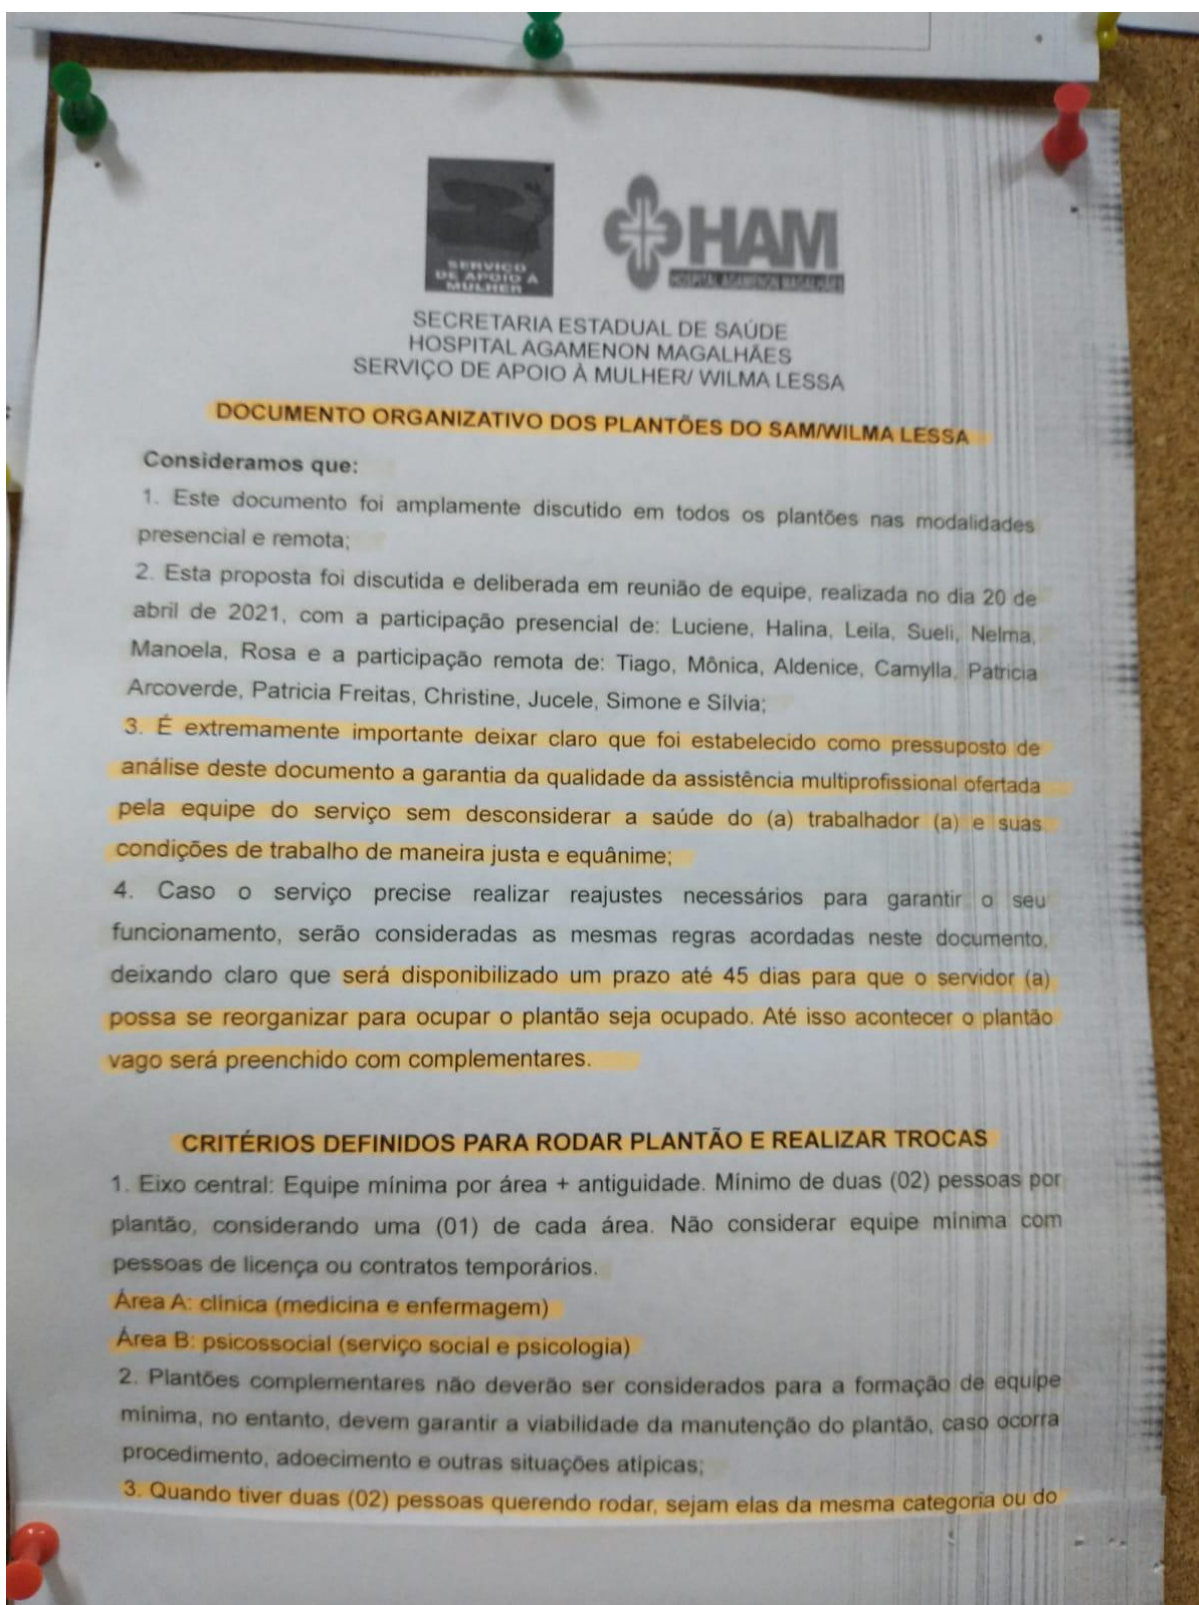 SERVIÇO
DE APOIO À
MULHER
HAM
HOSPITAL AGAMENON MAGALHÃES
SECRETARIA ESTADUAL DE SAÚDE
HOSPITAL AGAMENON MAGALHÃES
SERVIÇO DE APOIO À MULHER/ WILMA LESSA
DOCUMENTO ORGANIZATIVO DOS PLANTÕES DO SAM/WILMA LESSA
Consideramos que:
1. Este documento foi amplamente discutido em todos os plantões nas modalidades
presencial e remota;
2. Esta proposta foi discutida e deliberada em reunião de equipe, realizada no dia 20 de
abril de 2021, com a participação presencial de: Luciene, Halina, Leila, Sueli, Nelma,
Manoela, Rosa e a participação remota de: Tiago, Mônica, Aldenice, Camylla, Patricia
Arcoverde, Patricia Freitas, Christine, Jucele, Simone e Sílvia;
3. É extremamente importante deixar claro que foi estabelecido como pressuposto de
análise deste documento a garantia da qualidade da assistência multiprofissional ofertada
pela equipe do serviço sem desconsiderar a saúde do (a) trabalhador (a) e suas
condições de trabalho de maneira justa e equânime;
4. Caso o serviço precise realizar reajustes necessários para garantir o seu
funcionamento, serão consideradas as mesmas regras acordadas neste documento,
deixando claro que será disponibilizado um prazo até 45 dias para que o servidor (a)
possa se reorganizar para ocupar o plantão seja ocupado. Até isso acontecer o plantão
vago será preenchido com complementares.
CRITÉRIOS DEFINIDOS PARA RODAR PLANTÃO E REALIZAR TROCAS
1. Eixo central: Equipe mínima por área + antiguidade. Mínimo de duas (02) pessoas por
plantão, considerando uma (01) de cada área. Não considerar equipe mínima com
pessoas de licença ou contratos temporários.
Área A: clínica (medicina e enfermagem)
Área B: psicossocial (serviço social e psicologia)
2. Plantões complementares não deverão ser considerados para a formação de equipe
mínima, no entanto, devem garantir a viabilidade da manutenção do plantão, caso ocorra
procedimento, adoecimento e outras situações atípicas;
3. Quando tiver duas (02) pessoas querendo rodar, sejam elas da mesma categoria ou do